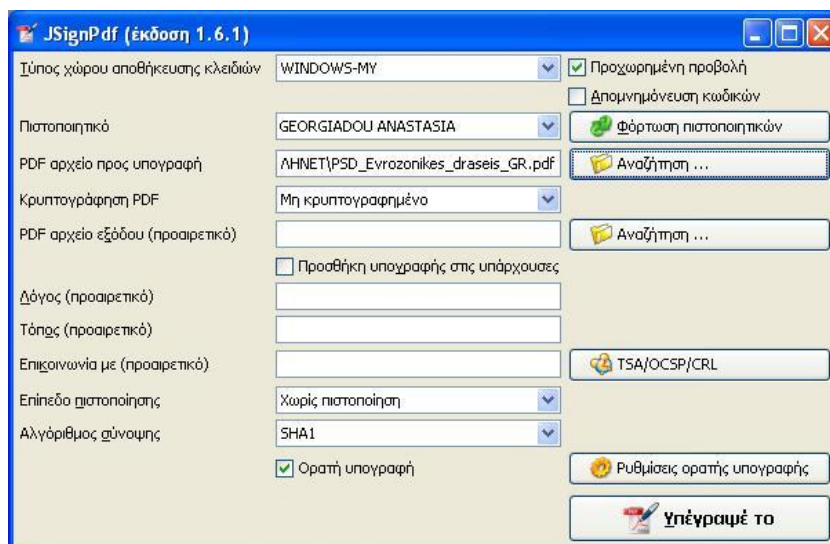 JSignPdf (έκδοση 1.6.1)
Τύπος χώρου αποθήκευσης κλειδιών WINDOWS-MY Προχωρημένη προβολή
Απομνημόνευση κωδικών
Πιστοποιητικό GEORGIADOU ANASTASIA Φόρτωση πιστοποιητικών
PDF αρχείο προς υπογραφή ΛΗΝΕΤ\PSD_Evrozonikes_draseis_GR.pdf Αναζήτηση ...
Κρυπτογράφηση PDF Μη κρυπτογραφημένο
PDF αρχείο εξόδου (προαιρετικό) Αναζήτηση ...
Προσθήκη υπογραφής στις υπάρχουσες
Λόγος (προαιρετικό)
Τόπος (προαιρετικό)
Επικοινωνία με (προαιρετικό) TSA/OCSP/CRL
Επίπεδο πιστοποίησης Χωρίς πιστοποίηση
Αλγόριθμος σύνοψης SHA1
Ορατή υπογραφή Ρυθμίσεις ορατής υπογραφής
Υπέγραψέ το